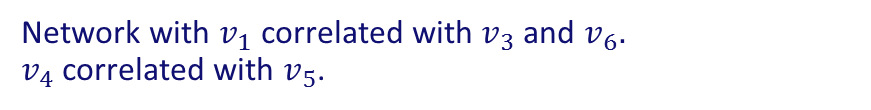 Network with 𝑣₁ correlated with 𝑣₃ and 𝑣₆.
𝑣₄ correlated with 𝑣₅.